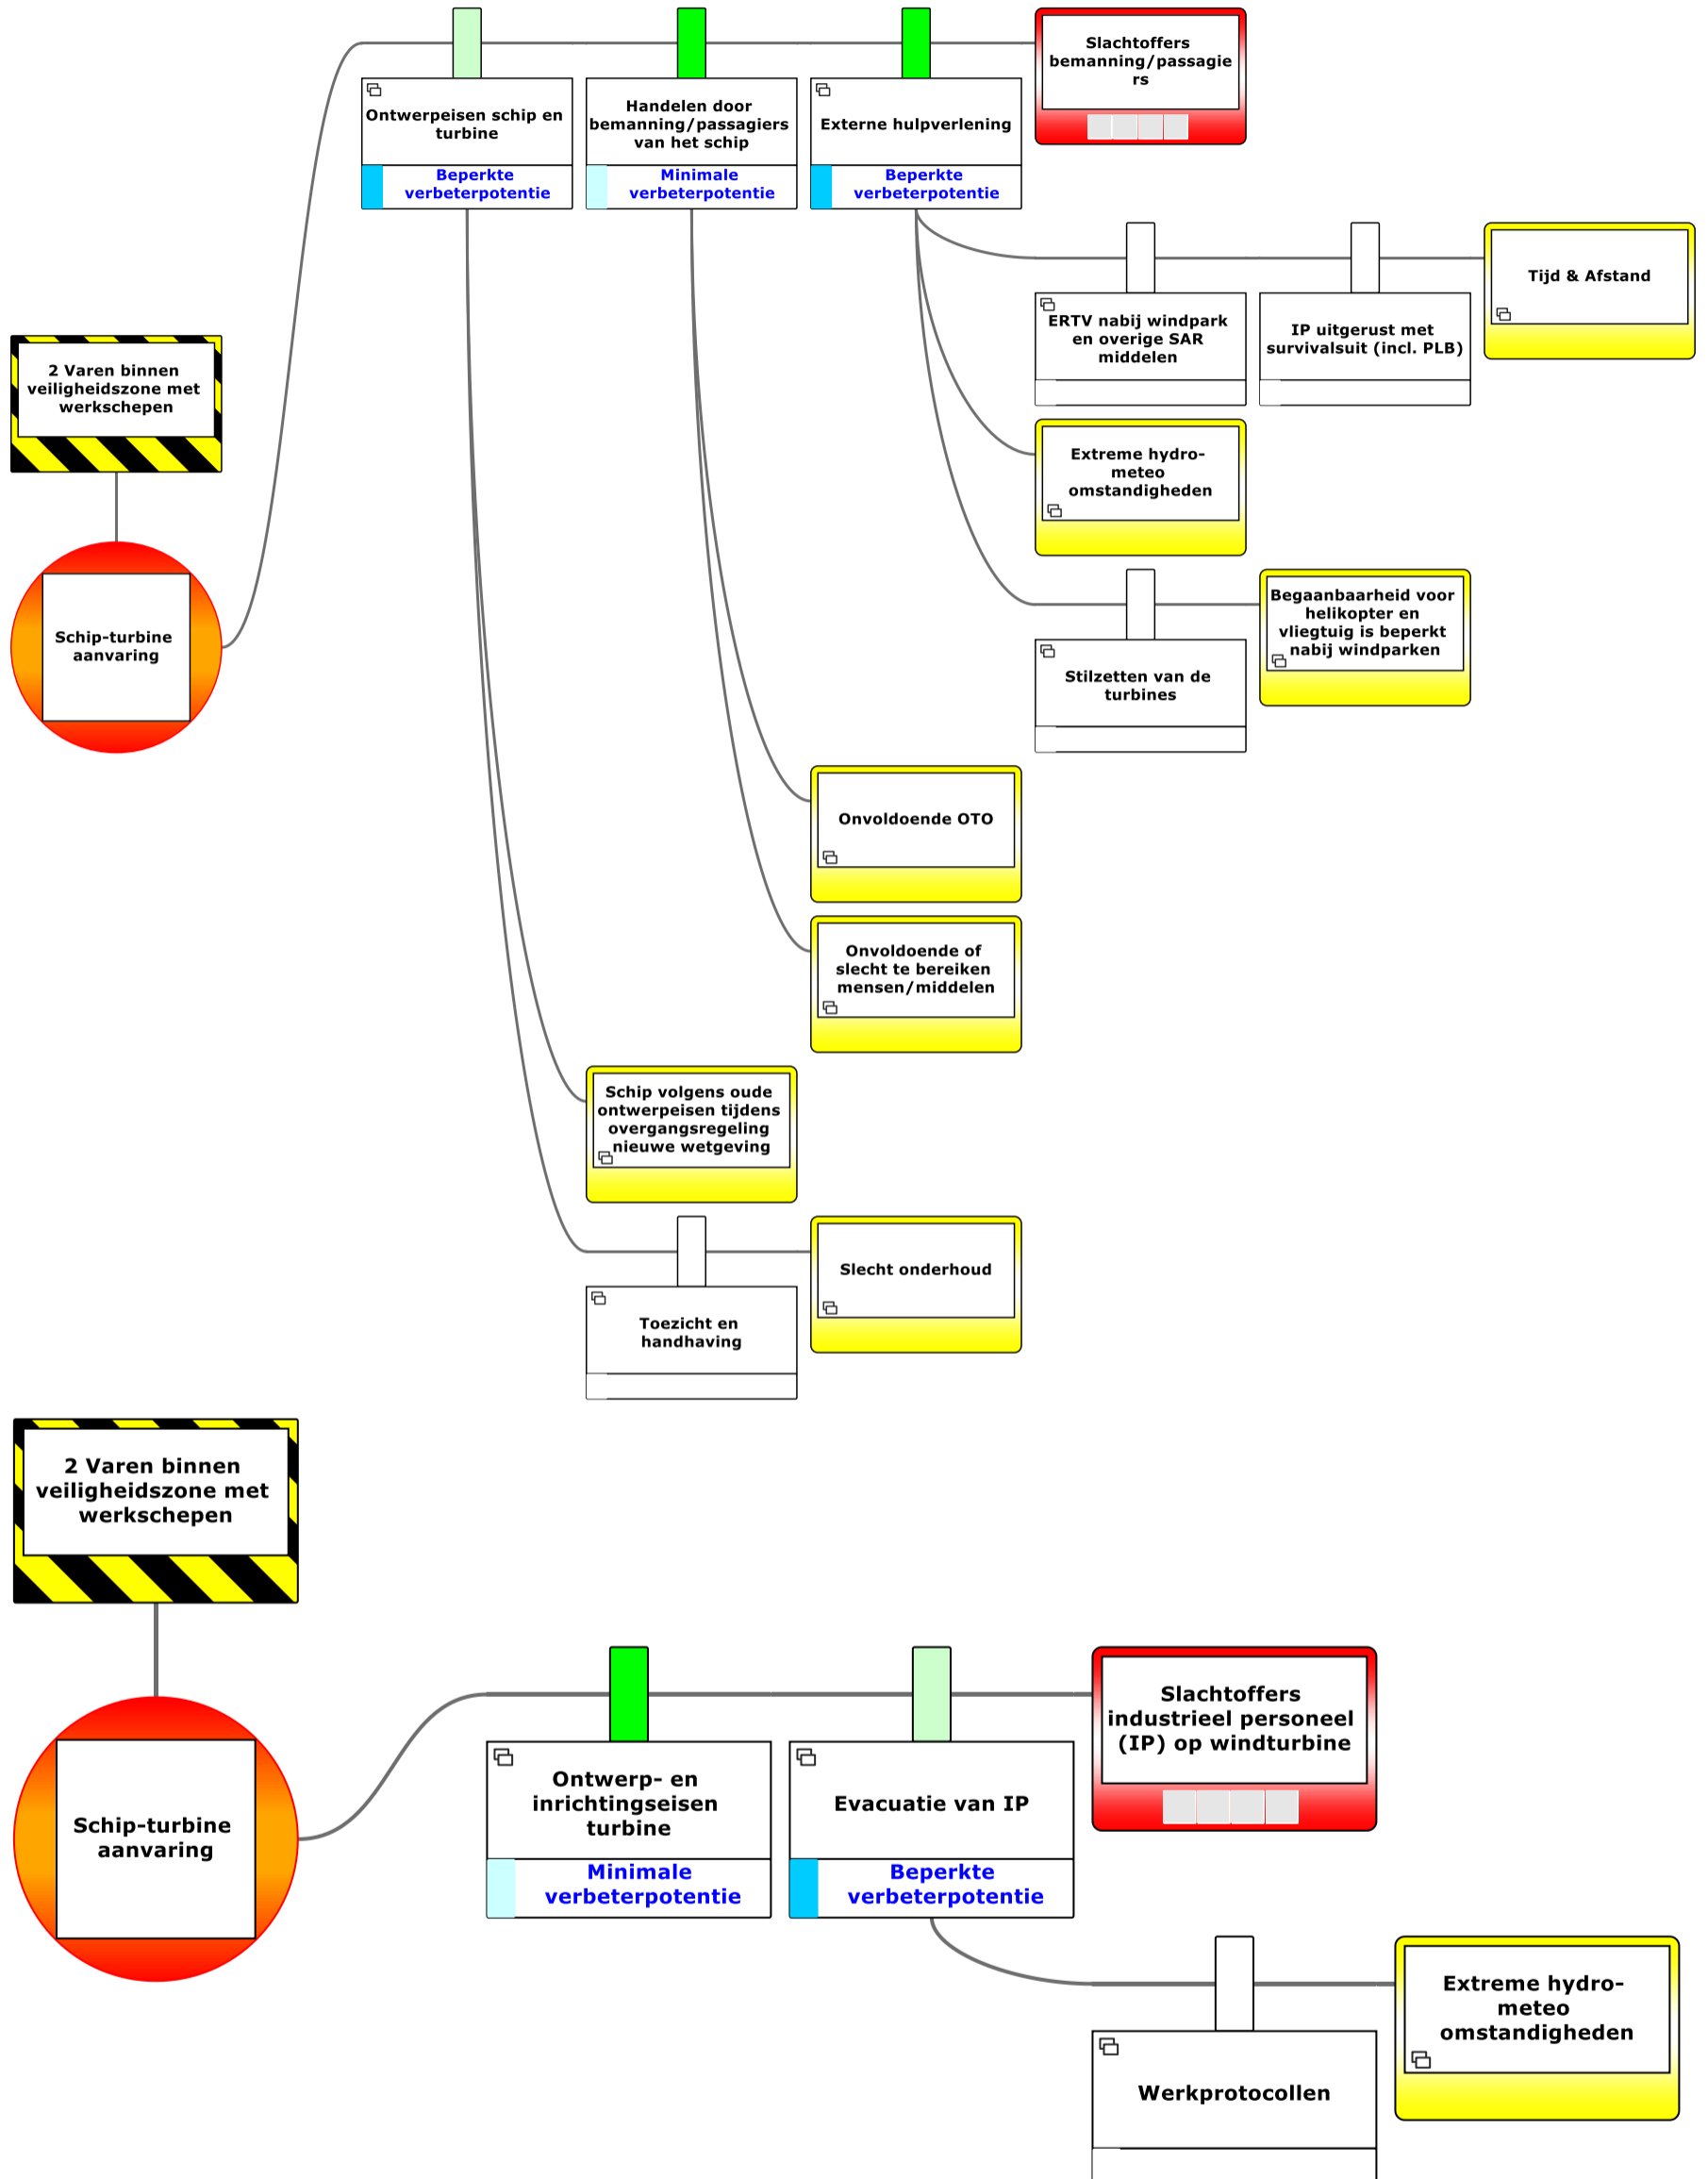 Ontwerpeisen schip en
turbine
Beperkte
verbeterpotentie
Handelen door
bemanning/passagiers
van het schip
Minimale
verbeterpotentie
Externe hulpverlening
Beperkte
verbeterpotentie
Slachtoffers
bemanning/passagie
rs
ERTV nabij windpark
en overige SAR
middelen
IP uitgerust met
survivalsuit (incl. PLB)
Tijd & Afstand
2 Varen binnen
veiligheidszone met
werkschepen
Extreme hydro-
meteo
omstandigheden
Schip-turbine
aanvaring
Stilzetten van de
turbines
Begaanbaarheid voor
helikopter en
vliegtuig is beperkt
nabij windparken
Onvoldoende OTO
Onvoldoende of
slecht te bereiken
mensen/middelen
Schip volgens oude
ontwerpeisen tijdens
overgangsregeling
nieuwe wetgeving
Toezicht en
handhaving
Slecht onderhoud
2 Varen binnen
veiligheidszone met
werkschepen
Schip-turbine
aanvaring
Ontwerp- en
inrichtingseisen
turbine
Minimale
verbeterpotentie
Evacuatie van IP
Beperkte
verbeterpotentie
Slachtoffers
industrieel personeel
(IP) op windturbine
Werkprotocollen
Extreme hydro-
meteo
omstandigheden